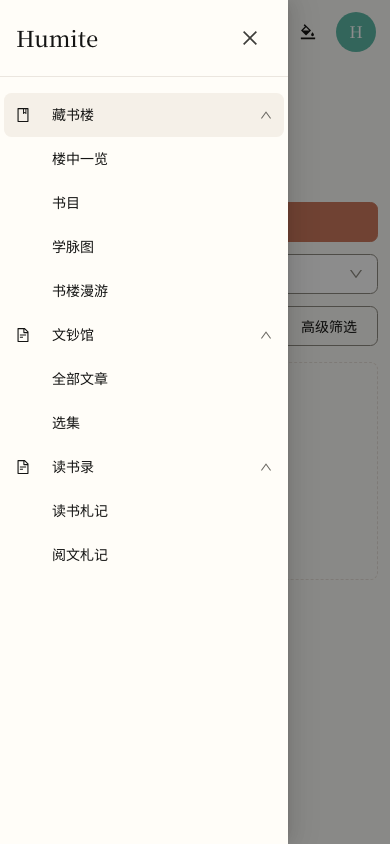 Humite
H
藏书楼
楼中一览
书目
学脉图
书楼漫游
文钞馆
高级筛选
全部文章
选集
读书录
读书札记
阅文札记